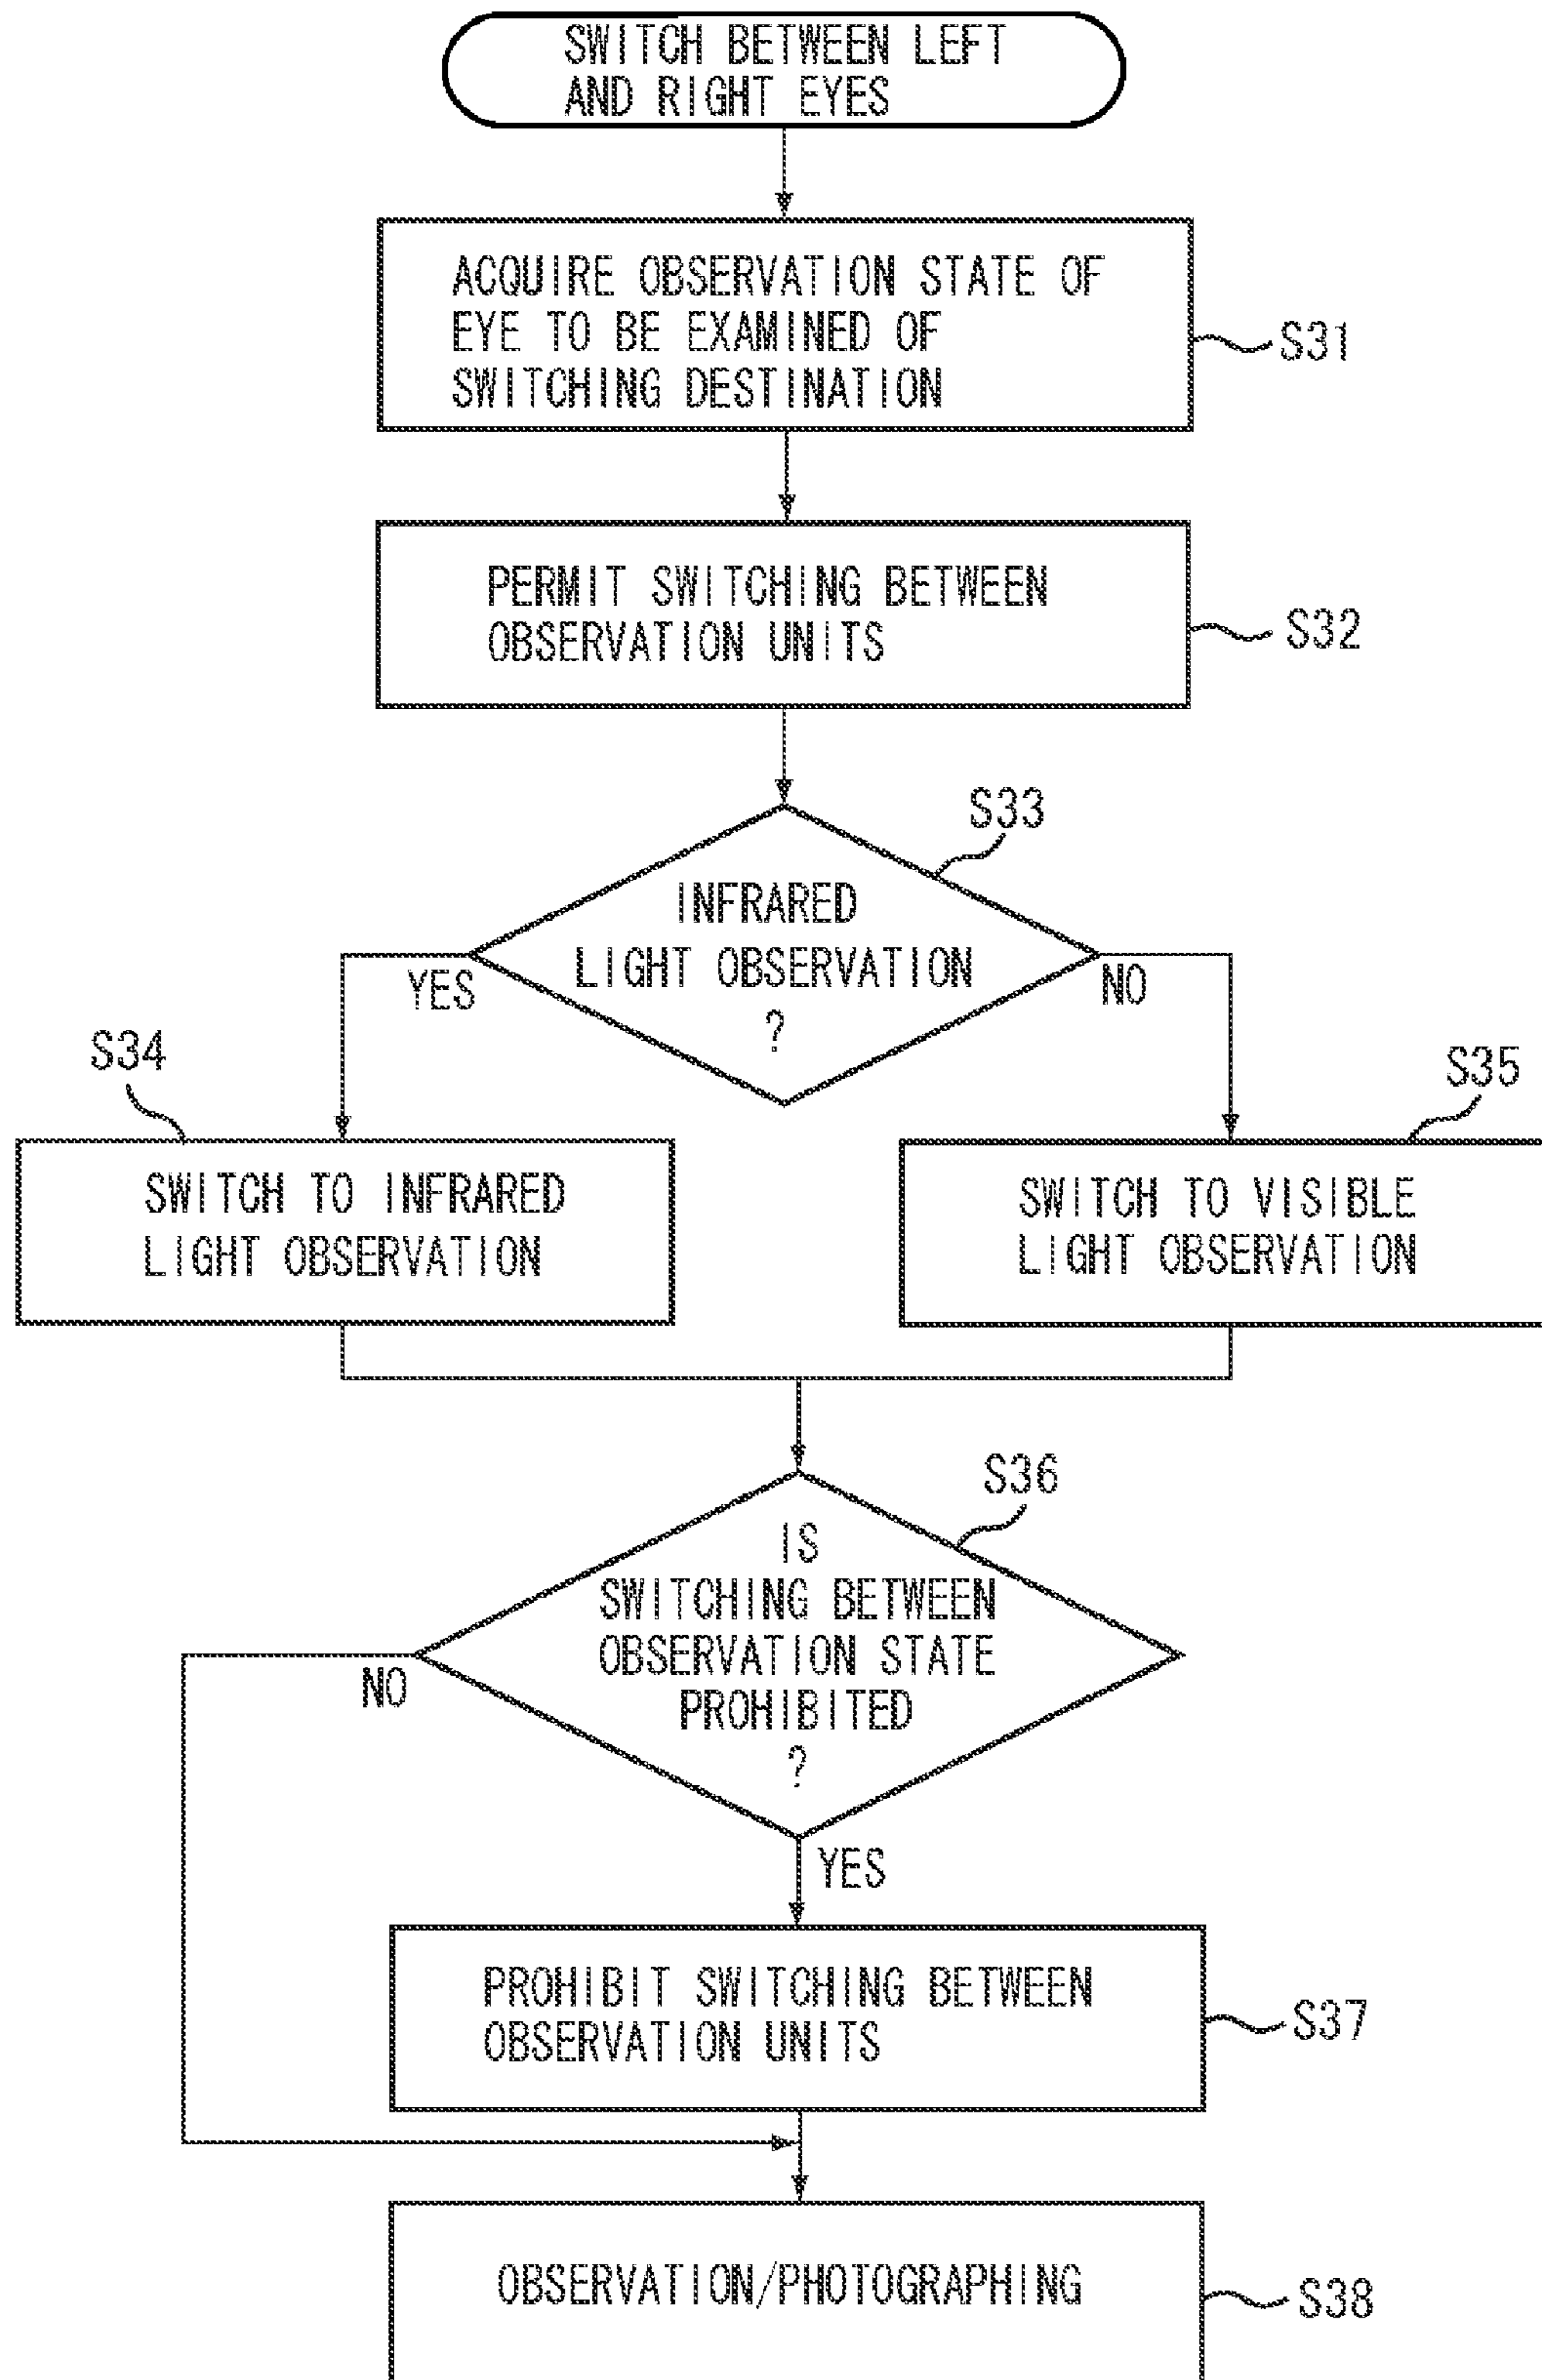 SWITCH BETWEEN LEFT
AND RIGHT EYES
ACQUIRE OBSERVATION STATE OF
EYE TO BE EXAMINED OF
SWITCHING DESTINATION
S31
PERMIT SWITCHING BETWEEN
OBSERVATION UNITS
S32
S33
INFRARED
LIGHT OBSERVATION
?
YES
NO
S34
S35
SWITCH TO INFRARED
LIGHT OBSERVATION
SWITCH TO VISIBLE
LIGHT OBSERVATION
S36
IS
SWITCHING BETWEEN
OBSERVATION STATE
PROHIBITED
?
NO
YES
PROHIBIT SWITCHING BETWEEN
OBSERVATION UNITS
S37
OBSERVATION/PHOTOGRAPHING
S38